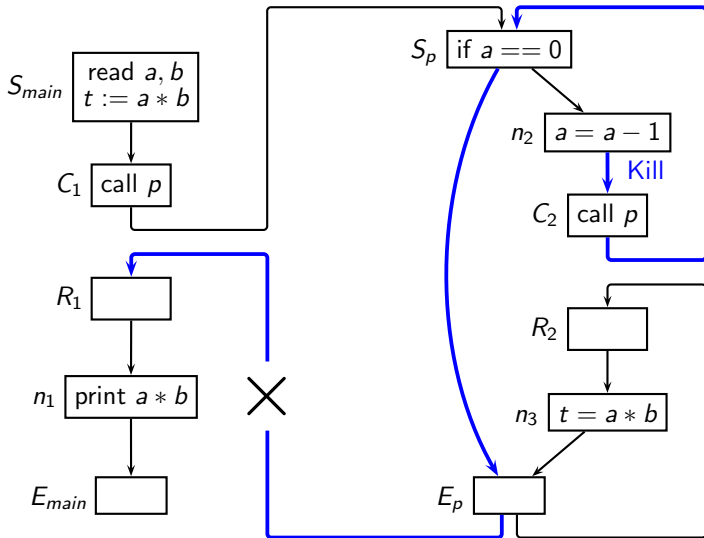 S_main
read a, b
t := a * b
C_1
call p
R_1
n_1
print a * b
E_main
S_p
if a == 0
n_2
a = a − 1
Kill
C_2
call p
R_2
n_3
t = a * b
E_p